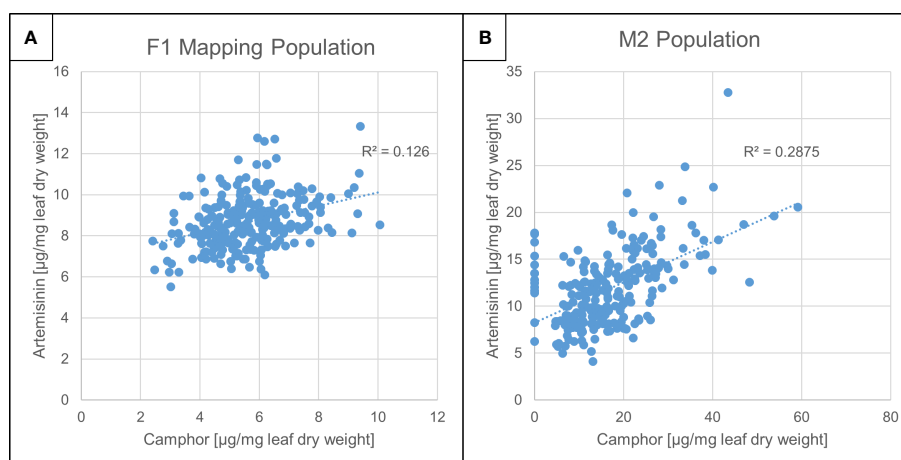 A
F1 Mapping Population
16
14
12
10
8
6
4
2
0
0 2 4 6 8 10 12
Artemisinin [µg/mg leaf dry weight]
Camphor [µg/mg leaf dry weight]
R² = 0.126
B
M2 Population
35
30
25
20
15
10
5
0
0 20 40 60 80
Artemisinin [µg/mg leaf dry weight]
Camphor [µg/mg leaf dry weight]
R² = 0.2875